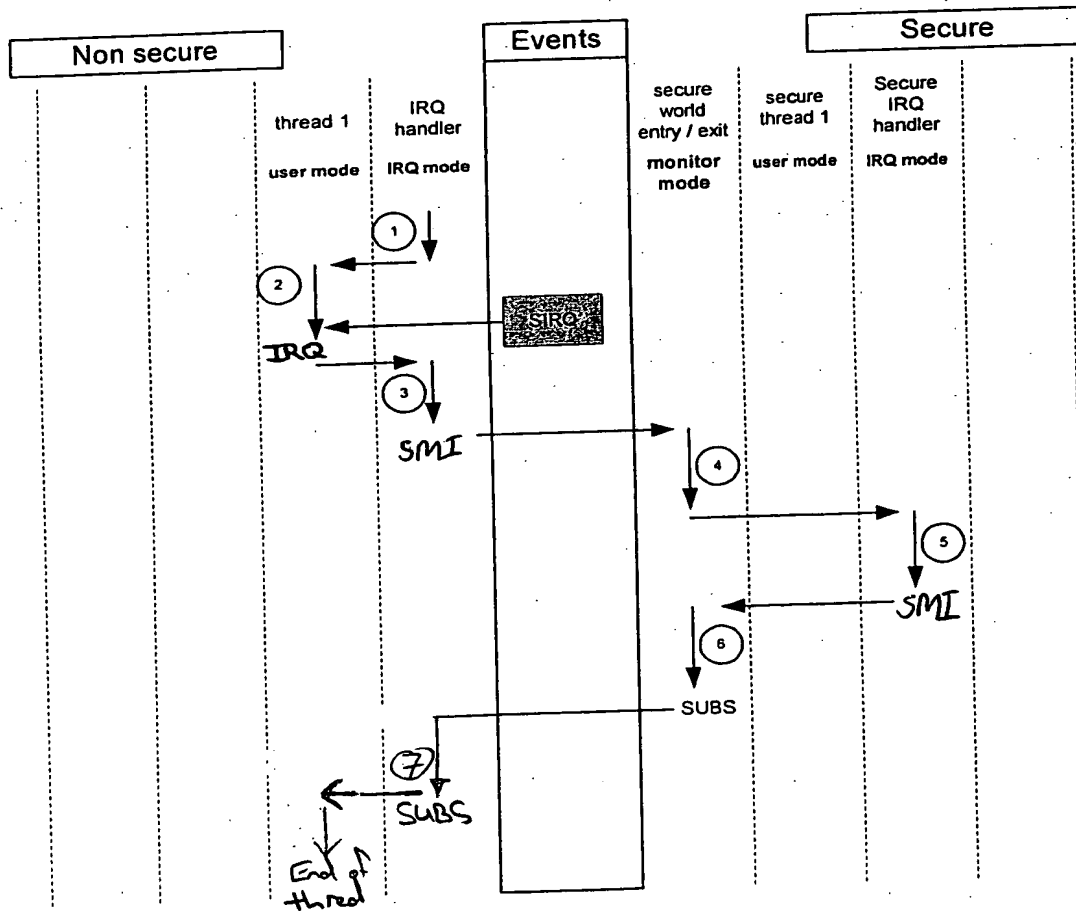 Non secure
Events
Secure
thread 1
user mode
IRQ
handler
IRQ mode
secure
world
entry / exit
monitor
mode
secure
thread 1
user mode
Secure
IRQ
handler
IRQ mode
1
2
SIRQ
IRQ
3
SMI
4
5
SMI
6
SUBS
7
SUBS
End of
thred